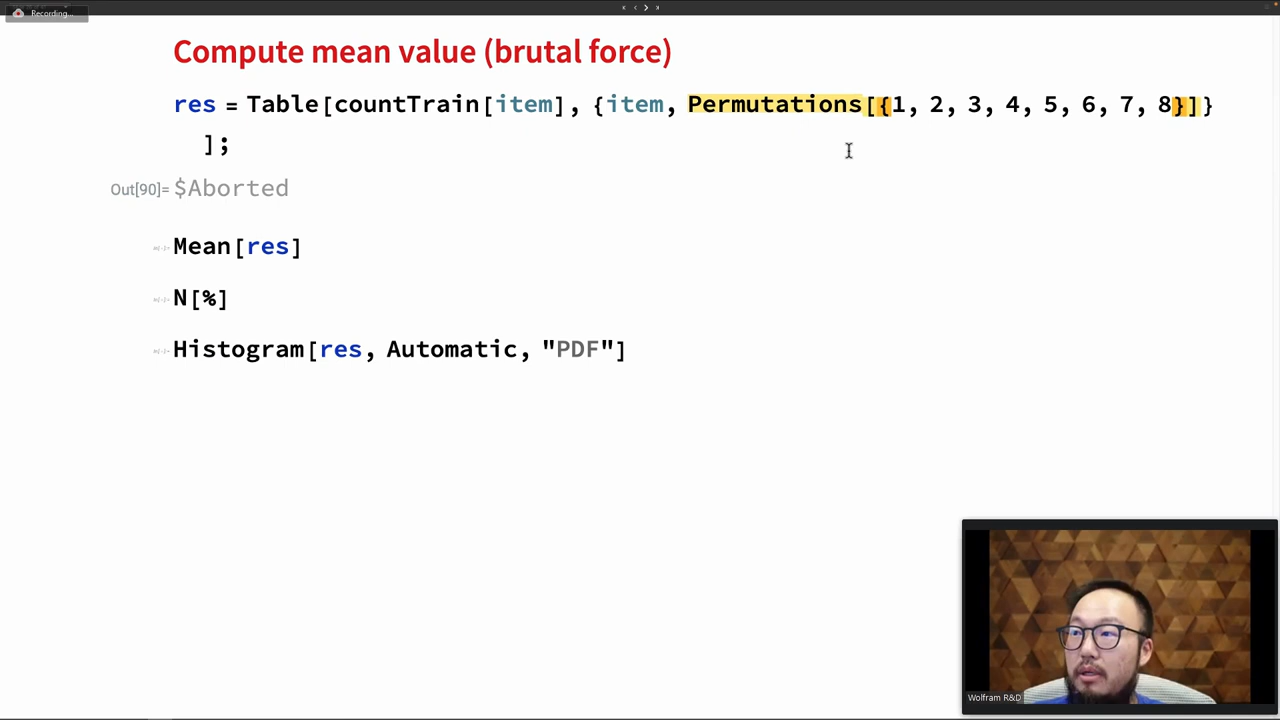 Recording...
Compute mean value (brutal force)
res = Table[countTrain[item], {item, Permutations[{1, 2, 3, 4, 5, 6, 7, 8}]}
];
Out[90]= $Aborted
Mean[res]
N[%]
Histogram[res, Automatic, "PDF"]
Wolfram R&D